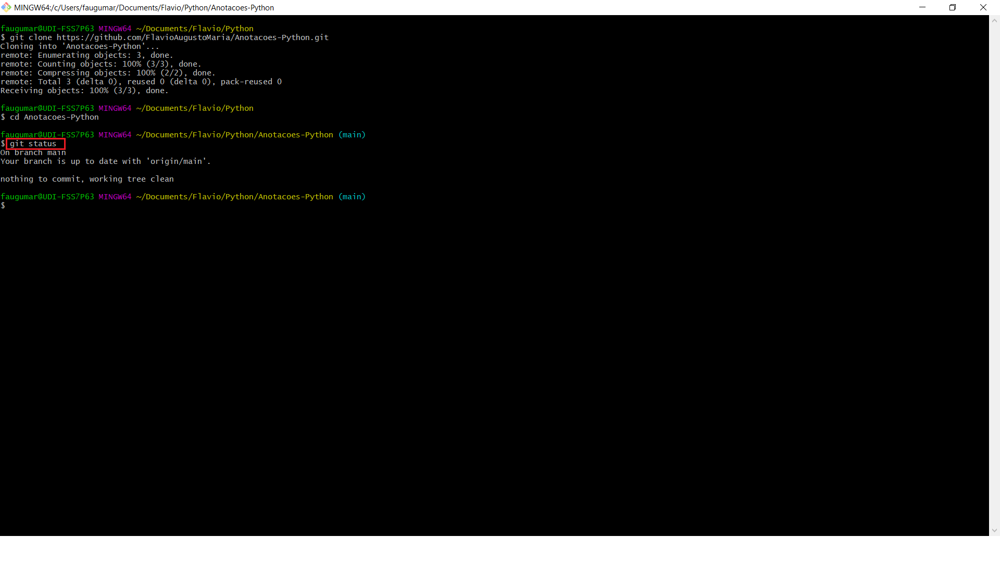 MINGW64:/c/Users/faugumar/Documents/Flavio/Python/Anotacoes-Python
faugumar@UDI-FSS7P63 MINGW64 ~/Documents/Flavio/Python
$ git clone https://github.com/FlavioAugustoMaria/Anotacoes-Python.git
Cloning into 'Anotacoes-Python'...
remote: Enumerating objects: 3, done.
remote: Counting objects: 100% (3/3), done.
remote: Compressing objects: 100% (2/2), done.
remote: Total 3 (delta 0), reused 0 (delta 0), pack-reused 0
Receiving objects: 100% (3/3), done.
faugumar@UDI-FSS7P63 MINGW64 ~/Documents/Flavio/Python
$ cd Anotacoes-Python
faugumar@UDI-FSS7P63 MINGW64 ~/Documents/Flavio/Python/Anotacoes-Python (main)
$ git status
On branch main
Your branch is up to date with 'origin/main'.
nothing to commit, working tree clean
faugumar@UDI-FSS7P63 MINGW64 ~/Documents/Flavio/Python/Anotacoes-Python (main)
$